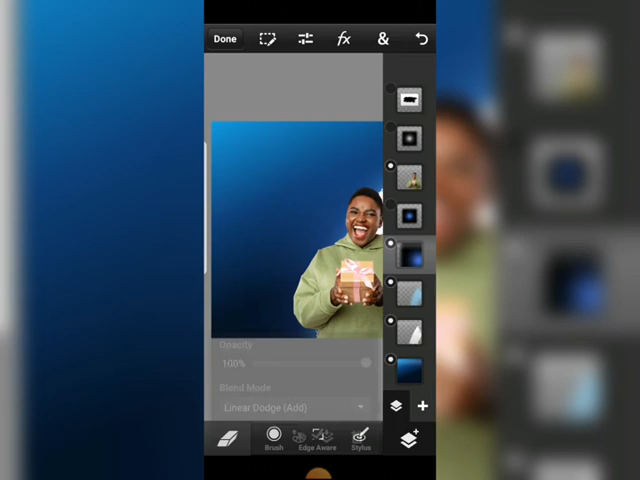 Done
fx
&
Opacity
100%
Blend Mode
Linear Dodge (Add)
Brush
Edge Aware
Stylus